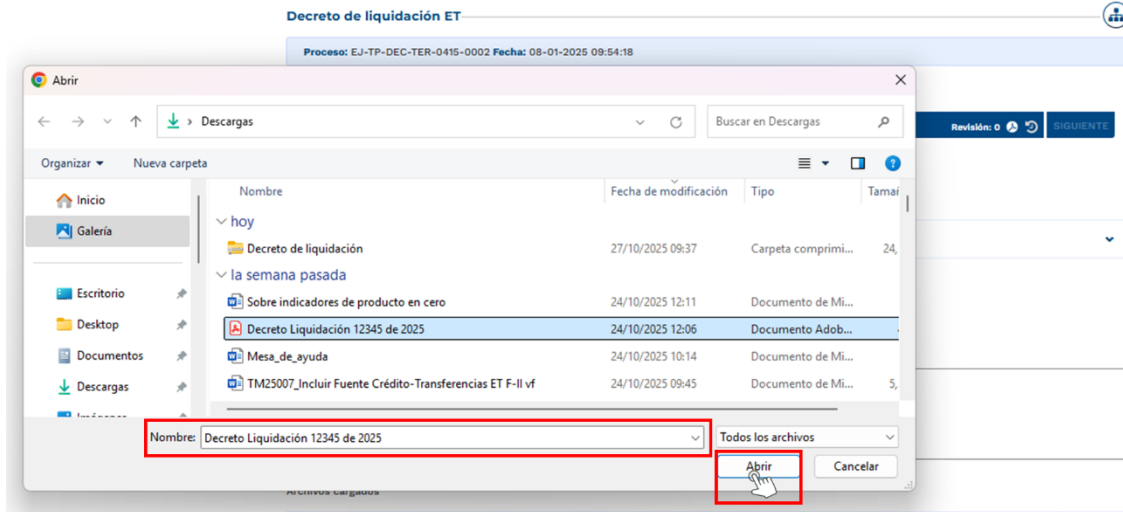 Decreto de liquidación ET
Proceso: EJ-TP-DEC-TER-0415-0002 Fecha: 08-01-2025 09:54:18
Abrir
Descargas
Buscar en Descargas
Revisión: 0 SIGUIENTE
Organizar Nueva carpeta
Nombre Fecha de modificación Tipo Tamañ
Inicio
Galería
Escritorio
Desktop
Documentos
Descargas
hoy
Decreto de liquidación 27/10/2025 09:37 Carpeta comprimi... 24,
la semana pasada
Sobre indicadores de producto en cero 24/10/2025 12:11 Documento de Mi...
Decreto Liquidación 12345 de 2025 24/10/2025 12:06 Documento Adob...
Mesa_de_ayuda 24/10/2025 10:14 Documento de Mi...
TM25007_Incluir Fuente Crédito-Transferencias ET F-II vf 24/10/2025 09:45 Documento de Mi... 5,
Nombre: Decreto Liquidación 12345 de 2025 Todos los archivos
Abrir Cancelar
Archivos cargados